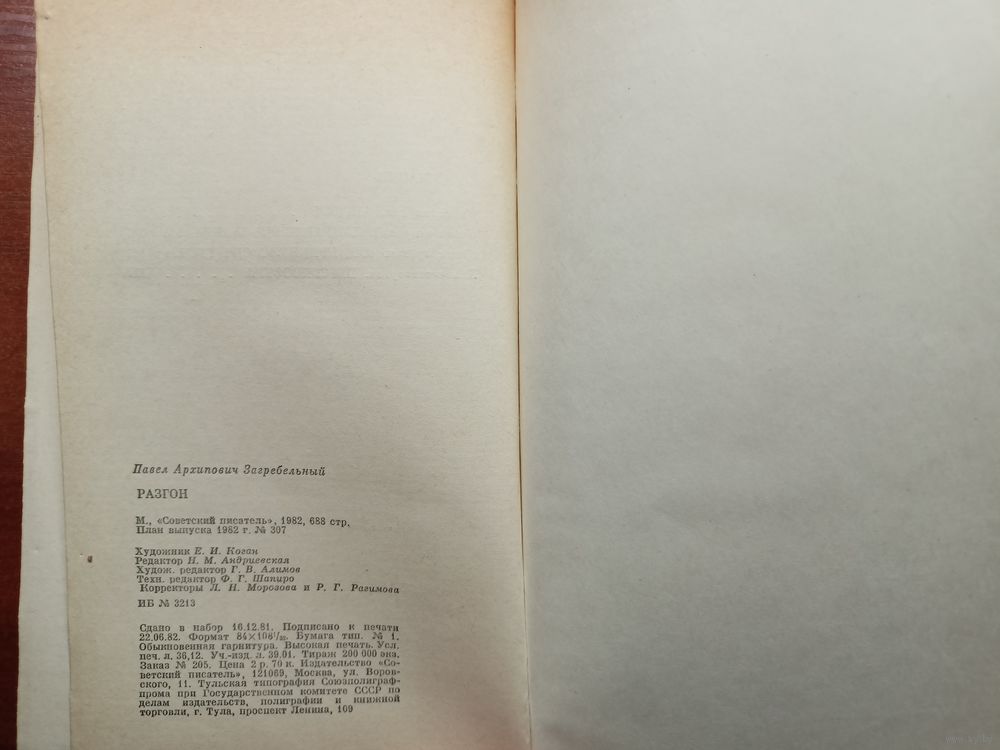 Павел Архипович Загребельный
РАЗГОН
М., «Советский писатель», 1982, 688 стр.
План выпуска 1982 г. № 307
Художник Е. И. Коган
Редактор Н. М. Андриевская
Худож. редактор Г. В. Алимов
Техн. редактор Ф. Г. Шапиро
Корректоры Л. Н. Морозова и Р. Г. Рагимова
ИБ № 3213
Сдано в набор 16.12.81. Подписано к печати
22.06.82. Формат 84×108¹/₃₂. Бумага тип. № 1.
Обыкновенная гарнитура. Высокая печать. Усл.
печ. л. 36,12. Уч.-изд. л. 39,01. Тираж 200 000 экз.
Заказ № 205. Цена 2 р. 70 к. Издательство «Со-
ветский писатель», 121069, Москва, ул. Воров-
ского, 11. Тульская типография Союзполиграф-
прома при Государственном комитете СССР по
делам издательств, полиграфии и книжной
торговли, г. Тула, проспект Ленина, 109